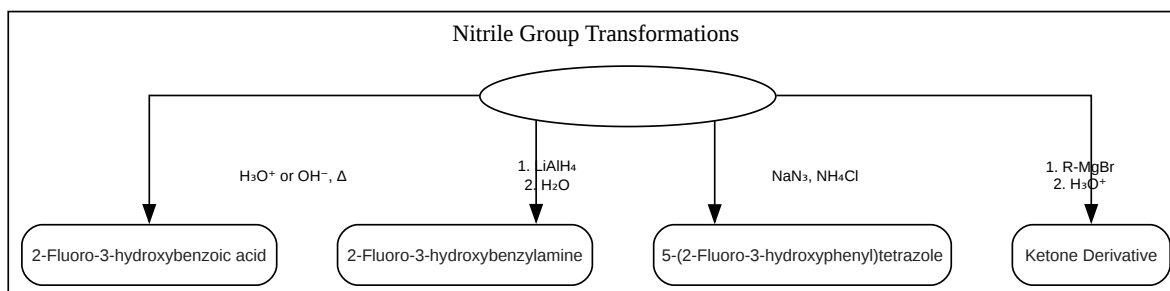 Nitrile Group Transformations
H₃O⁺ or OH⁻, Δ
1. LiAlH₄
2. H₂O
NaN₃, NH₄Cl
1. R-MgBr
2. H₃O⁺
2-Fluoro-3-hydroxybenzoic acid
2-Fluoro-3-hydroxybenzylamine
5-(2-Fluoro-3-hydroxyphenyl)tetrazole
Ketone Derivative